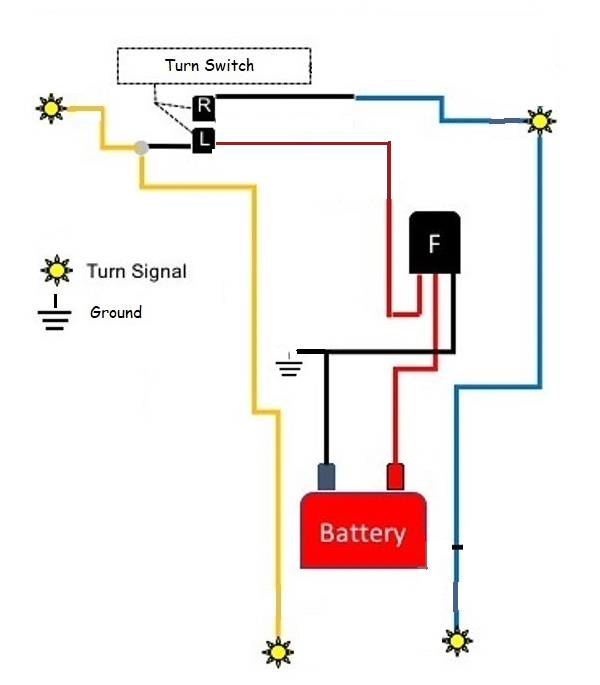 Turn Switch
R
L
F
Turn Signal
Ground
Battery